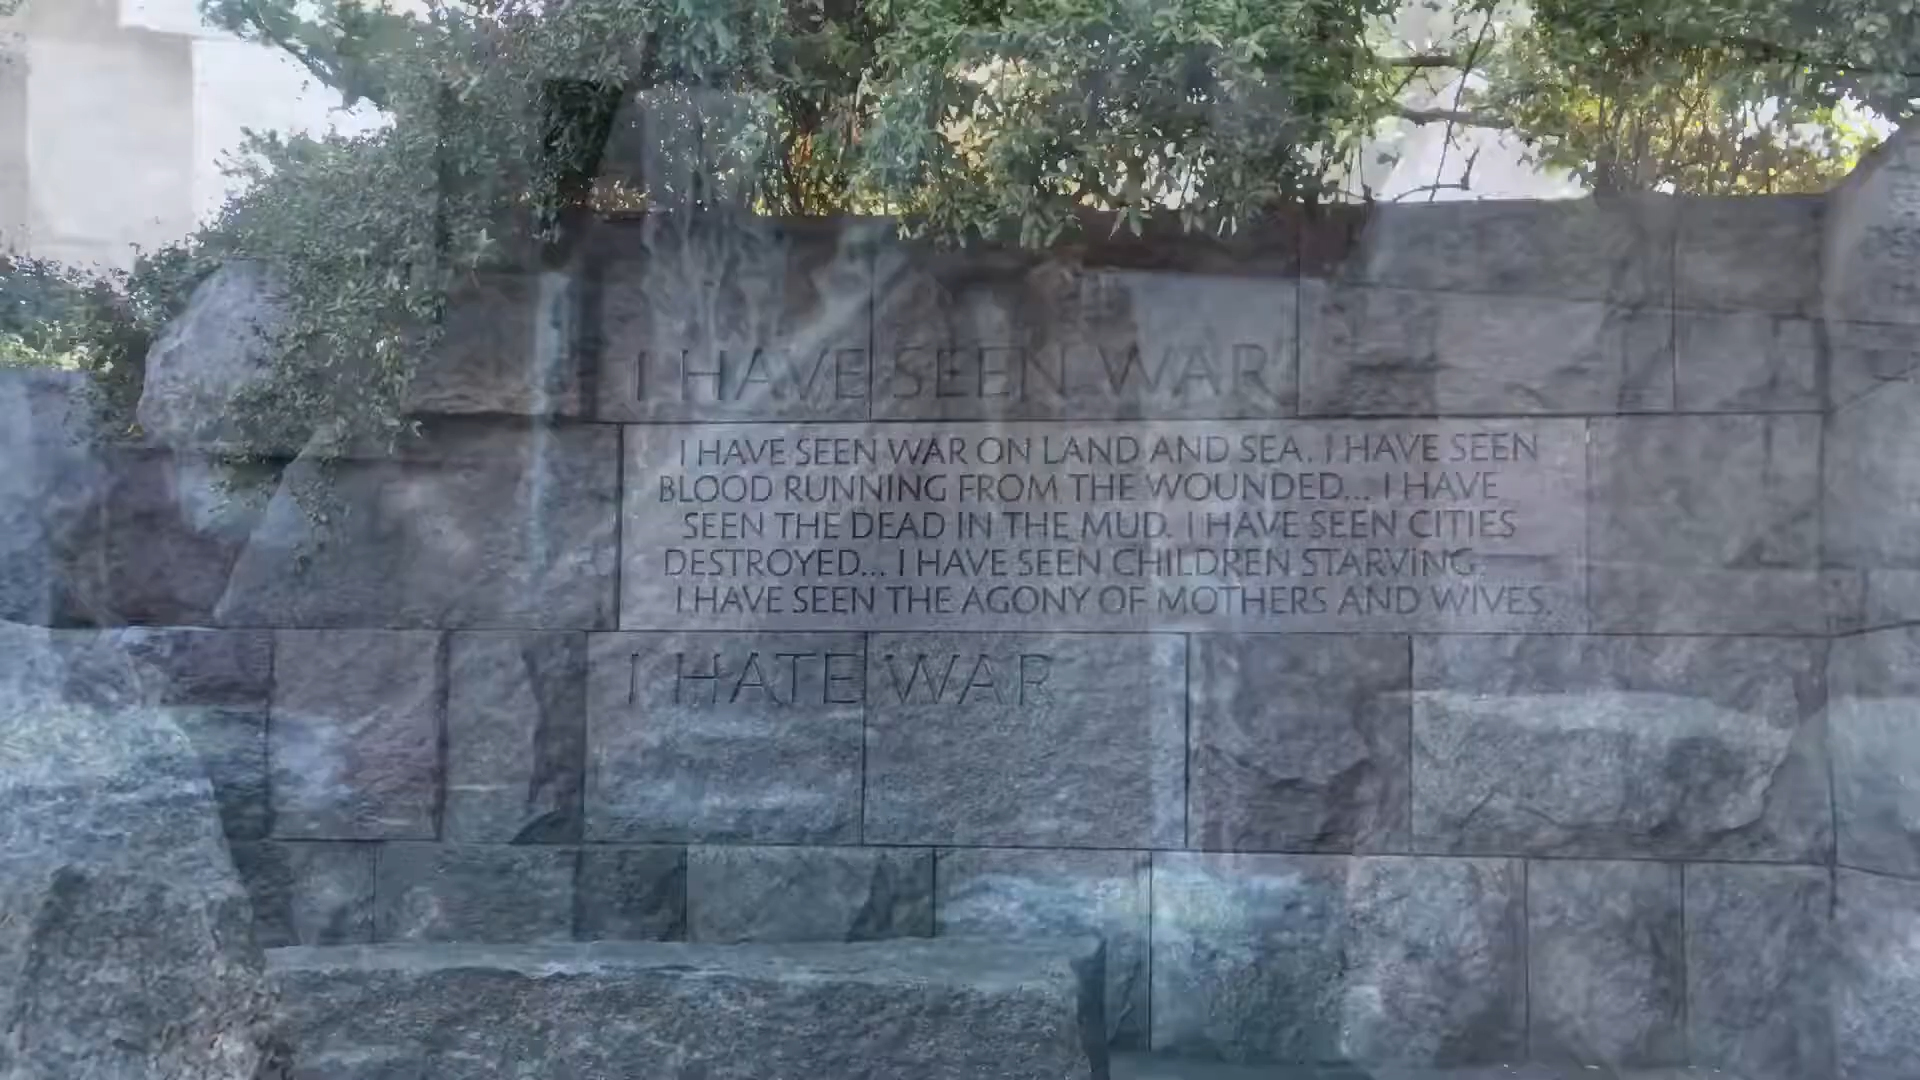 I HAVE SEEN WAR
I HAVE SEEN WAR ON LAND AND SEA. I HAVE SEEN
BLOOD RUNNING FROM THE WOUNDED... I HAVE
SEEN THE DEAD IN THE MUD. I HAVE SEEN CITIES
DESTROYED... I HAVE SEEN CHILDREN STARVING.
I HAVE SEEN THE AGONY OF MOTHERS AND WIVES.
I HATE WAR